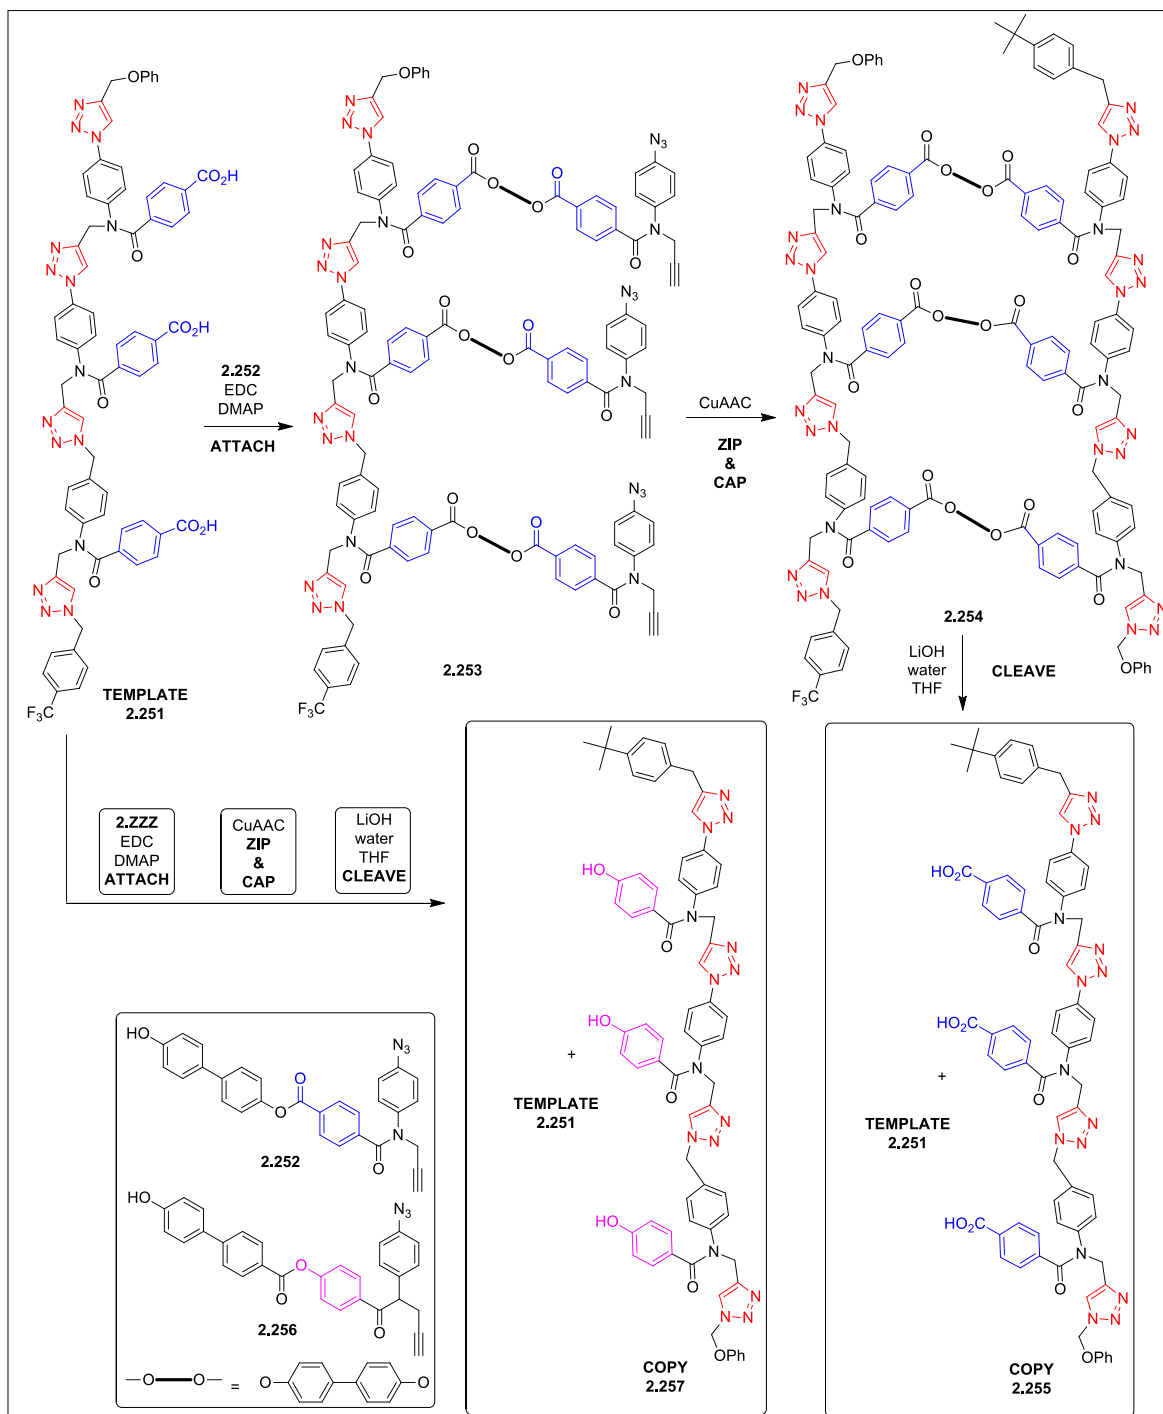 OPh
N
N
N
CO2H
N
O
N
N
N
CO2H
N
O
N
N
N
CO2H
N
O
N
N
N
F3C
TEMPLATE
2.251
2.252
EDC
DMAP
ATTACH
OPh
N
N
N
O
O
O
O
N3
N
O
N
O
N
N
N
O
O
O
O
N3
N
O
N
O
N
N
N
O
O
O
O
N3
N
O
N
O
N
N
N
F3C
2.253
CuAAC
ZIP
&
CAP
OPh
N
N
N
N
N
N
O
O
O
O
N
O
N
O
N
N
N
N
N
N
O
O
O
O
N
O
N
O
N
N
N
N
N
N
O
O
O
O
N
O
N
O
N
N
N
N
N
N
F3C
OPh
2.254
LiOH
water
THF
CLEAVE
2.ZZZ
EDC
DMAP
ATTACH
CuAAC
ZIP
&
CAP
LiOH
water
THF
CLEAVE
HO
O
O
N3
N
O
2.252
HO
O
O
N3
O
2.256
O
O
=
O
O
N
N
N
HO
N
O
N
N
N
HO
N
O
+
TEMPLATE
2.251
N
N
N
HO
N
O
N
N
N
OPh
COPY
2.257
N
N
N
HO2C
N
O
N
N
N
HO2C
N
O
+
TEMPLATE
2.251
N
N
N
HO2C
N
O
N
N
N
OPh
COPY
2.255